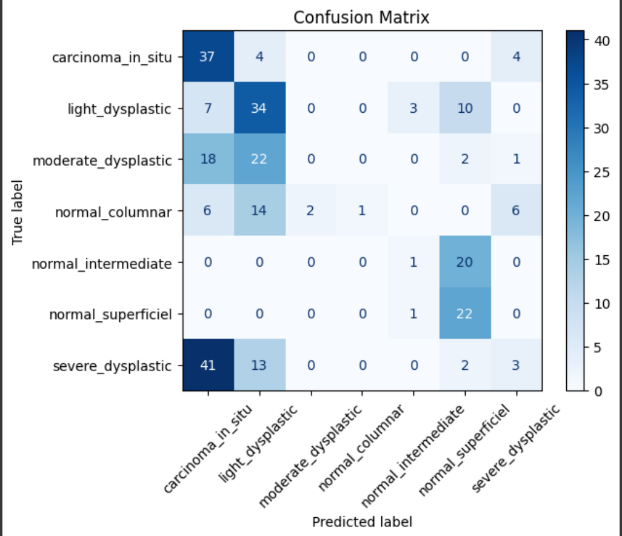 Confusion Matrix
True label
carcinoma_in_situ 37 4 0 0 0 0 4
light_dysplastic 7 34 0 0 3 10 0
moderate_dysplastic 18 22 0 0 0 2 1
normal_columnar 6 14 2 1 0 0 6
normal_intermediate 0 0 0 0 1 20 0
normal_superficiel 0 0 0 0 1 22 0
severe_dysplastic 41 13 0 0 0 2 3
carcinoma_in_situ light_dysplastic moderate_dysplastic normal_columnar normal_intermediate normal_superficiel severe_dysplastic
Predicted label
40
35
30
25
20
15
10
5
0